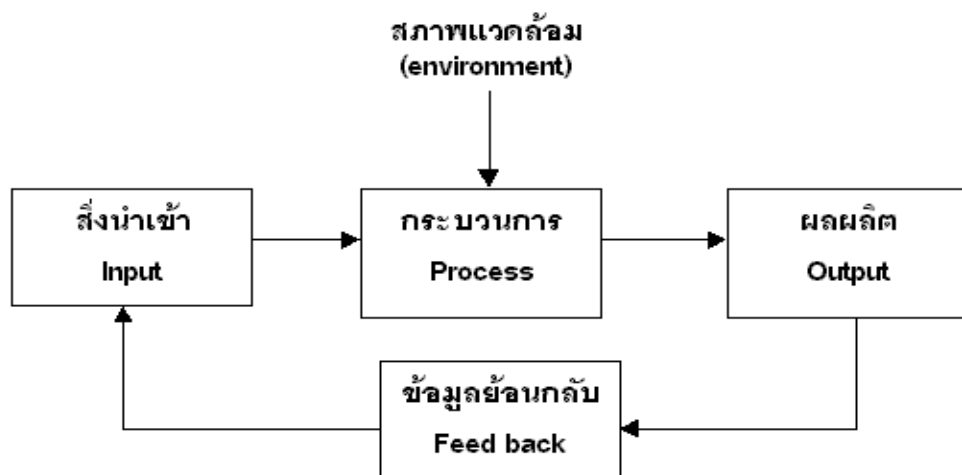 สภาพแวดล้อม
(environment)
สิ่งนำเข้า
Input
กระบวนการ
Process
ผลผลิต
Output
ข้อมูลย้อนกลับ
Feed back